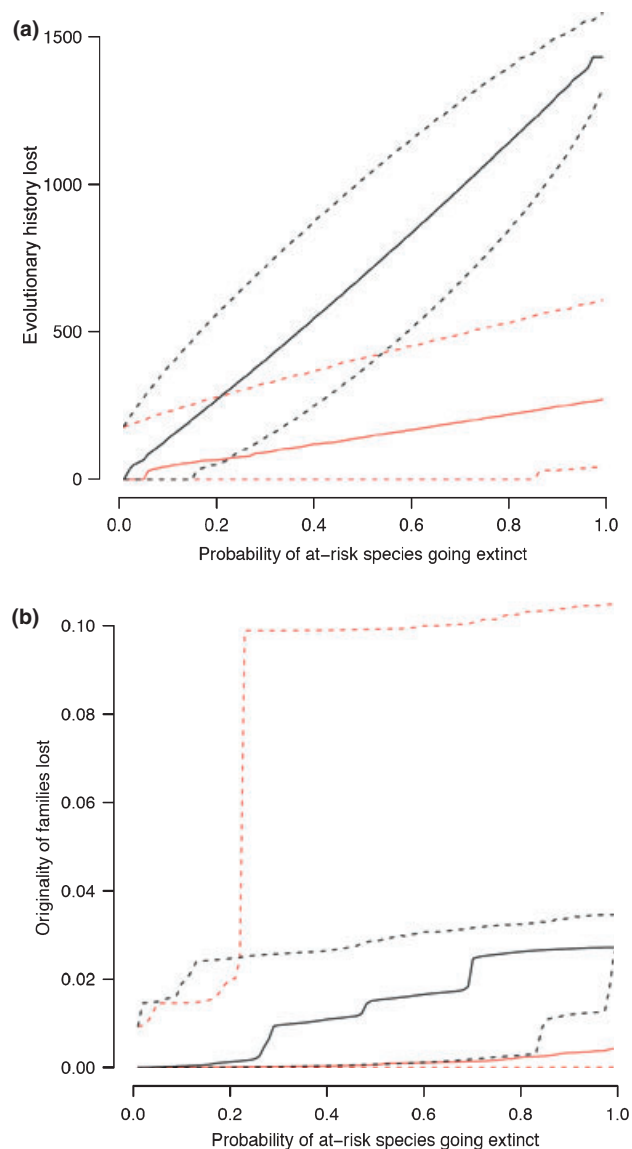 (a)
1500
1000
500
0
Evolutionary history lost
0.0 0.2 0.4 0.6 0.8 1.0
Probability of at−risk species going extinct
(b)
0.10
0.08
0.06
0.04
0.02
0.00
Originality of families lost
0.0 0.2 0.4 0.6 0.8 1.0
Probability of at−risk species going extinct